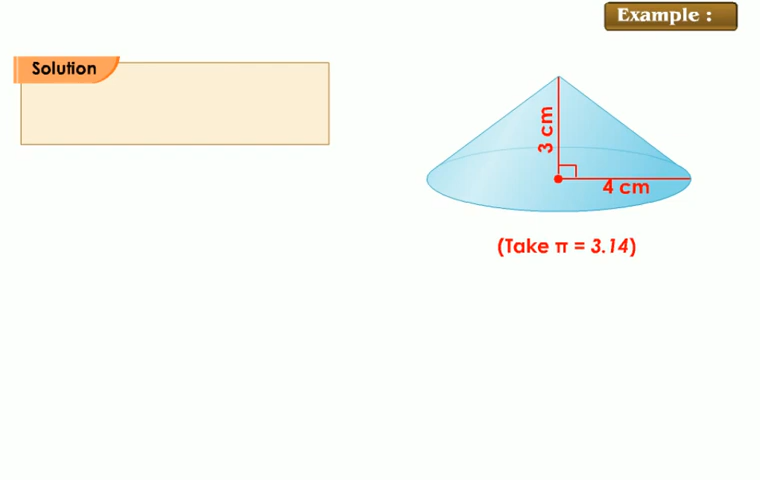 Example :
Solution
3 cm
4 cm
(Take π = 3.14)